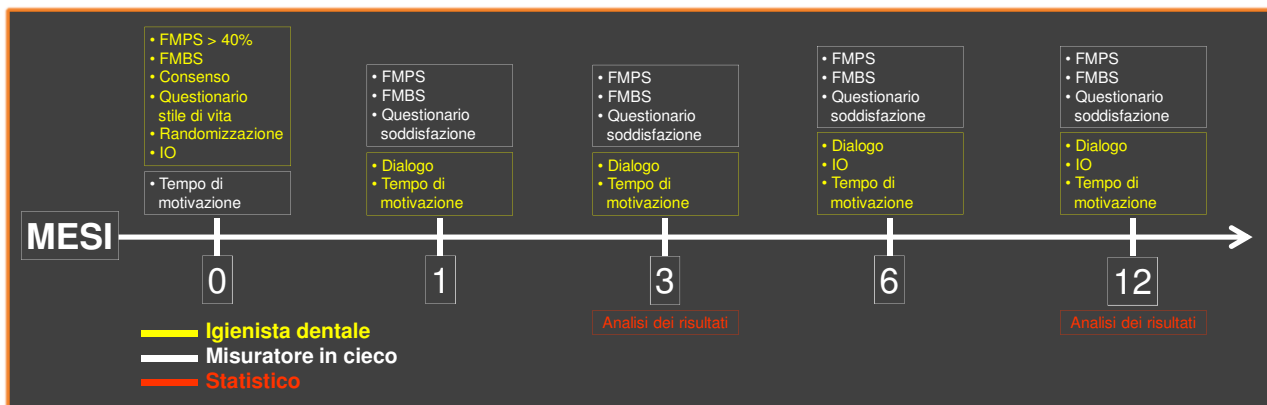 • FMPS > 40%
• FMBS
• Consenso
• Questionario
stile di vita
• Randomizzazione
• IO
• Tempo di
motivazione
• FMPS
• FMBS
• Questionario
soddisfazione
• Dialogo
• Tempo di
motivazione
• FMPS
• FMBS
• Questionario
soddisfazione
• Dialogo
• Tempo di
motivazione
• FMPS
• FMBS
• Questionario
soddisfazione
• Dialogo
• IO
• Tempo di
motivazione
• FMPS
• FMBS
• Questionario
soddisfazione
• Dialogo
• IO
• Tempo di
motivazione
MESI
0
1
3
6
12
Analisi dei risultati
Analisi dei risultati
Igienista dentale
Misuratore in cieco
Statistico